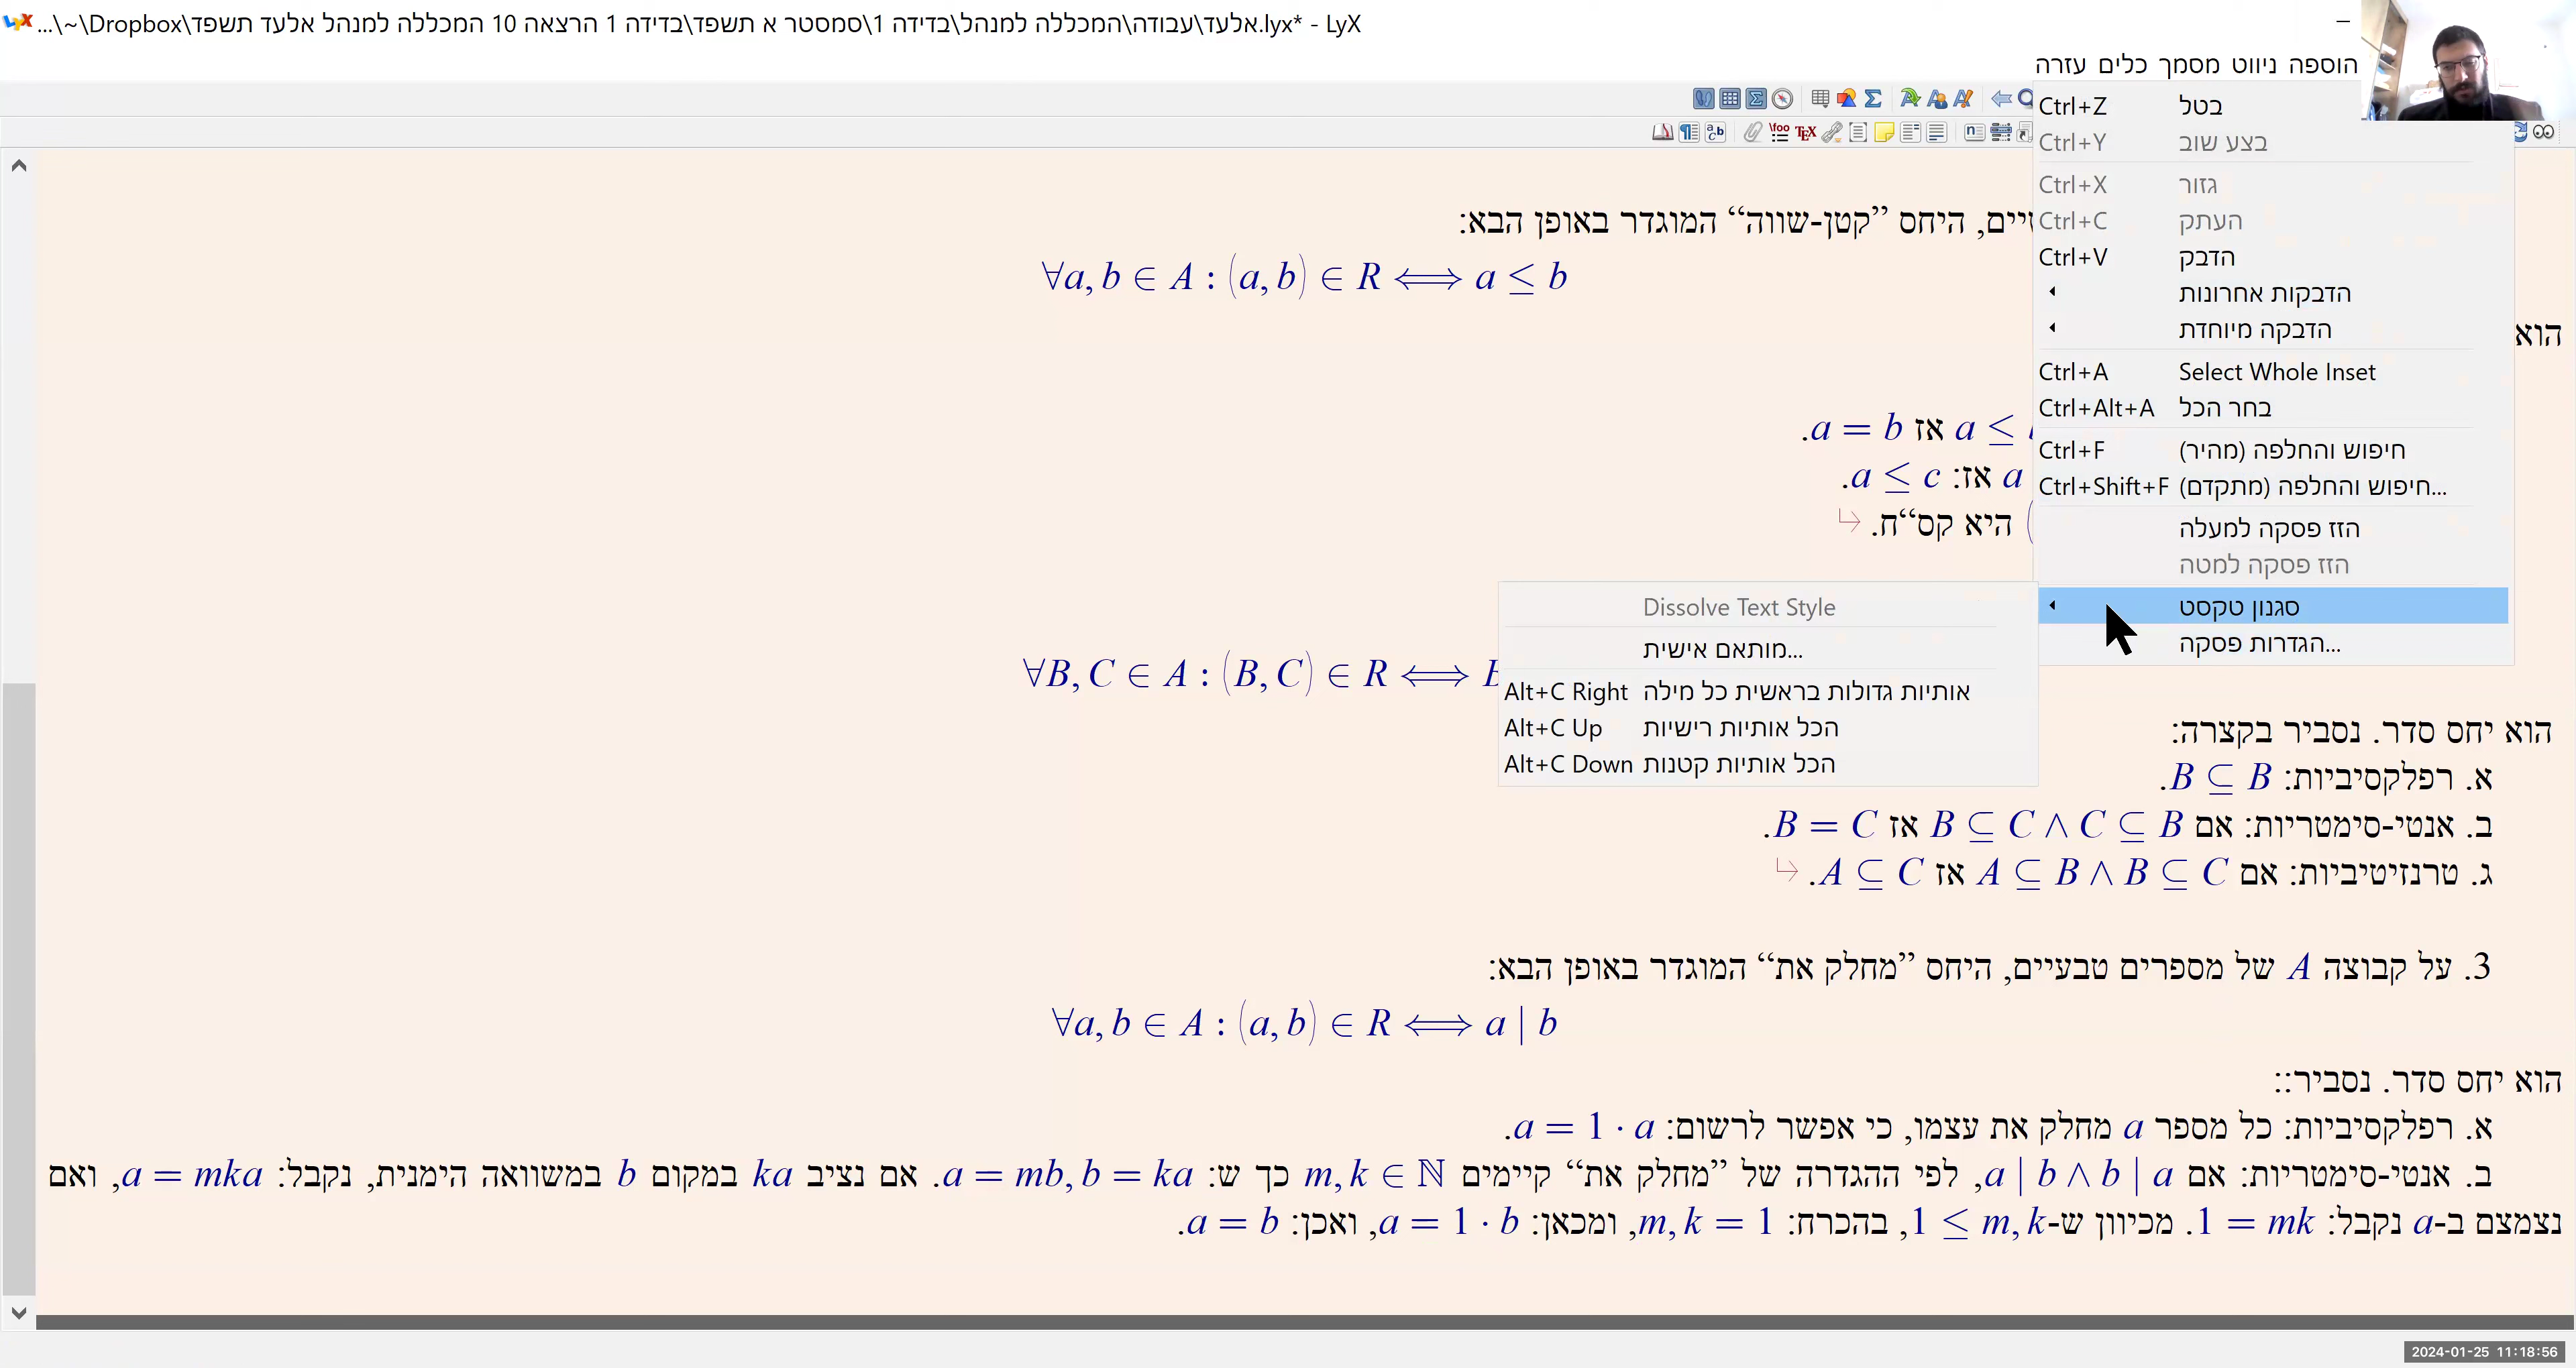 ...\~\Dropbox\אלעד\עבודה\המכללה למנהל\בדידה 1\סמסטר א תשפד\בדידה 1 הרצאה 10 המכללה למנהל אלעד תשפד.lyx* - LyX
הוספה ניווט מסמך כלים עזרה
בטל Ctrl+Z
בצע שוב Ctrl+Y
גזור Ctrl+X
העתק Ctrl+C
הדבק Ctrl+V
הדבקות אחרונות
הדבקה מיוחדת
Select Whole Inset Ctrl+A
בחר הכל Ctrl+Alt+A
חיפוש והחלפה (מהיר) Ctrl+F
חיפוש והחלפה (מתקדם)... Ctrl+Shift+F
הזז פסקה למעלה
הזז פסקה למטה
סגנון טקסט
הגדרות פסקה...
Dissolve Text Style
מותאם אישית...
אותיות גדולות בראשית כל מילה Alt+C Right
הכל אותיות רישיות Alt+C Up
הכל אותיות קטנות Alt+C Down
היחס ”קטן-שווה“ המוגדר באופן הבא:
∀a, b ∈ A : (a, b) ∈ R ⟺ a ≤ b
הוא
a ≤ אז a = b.
a אז: a ≤ c.
היא קס“ח.
∀B, C ∈ A : (B, C) ∈ R ⟺
הוא יחס סדר. נסביר בקצרה:
א. רפלקסיביות: B ⊆ B.
ב. אנטי-סימטריות: אם B ⊆ C ∧ C ⊆ B אז B = C.
ג. טרנזיטיביות: אם A ⊆ B ∧ B ⊆ C אז A ⊆ C.
3. על קבוצה A של מספרים טבעיים, היחס ”מחלק את“ המוגדר באופן הבא:
∀a, b ∈ A : (a, b) ∈ R ⟺ a | b
הוא יחס סדר. נסביר::
א. רפלקסיביות: כל מספר a מחלק את עצמו, כי אפשר לרשום: a = 1 · a.
ב. אנטי-סימטריות: אם a | b ∧ b | a, לפי ההגדרה של ”מחלק את“ קיימים m, k ∈ ℕ כך ש: a = mb, b = ka. אם נציב ka במקום b במשוואה הימנית, נקבל: a = mka, ואם
נצמצם ב-a נקבל: 1 = mk. מכיוון ש-1 ≤ m, k, בהכרח: m, k = 1, ומכאן: a = 1 · b, ואכן: a = b.
2024-01-25 11:18:56